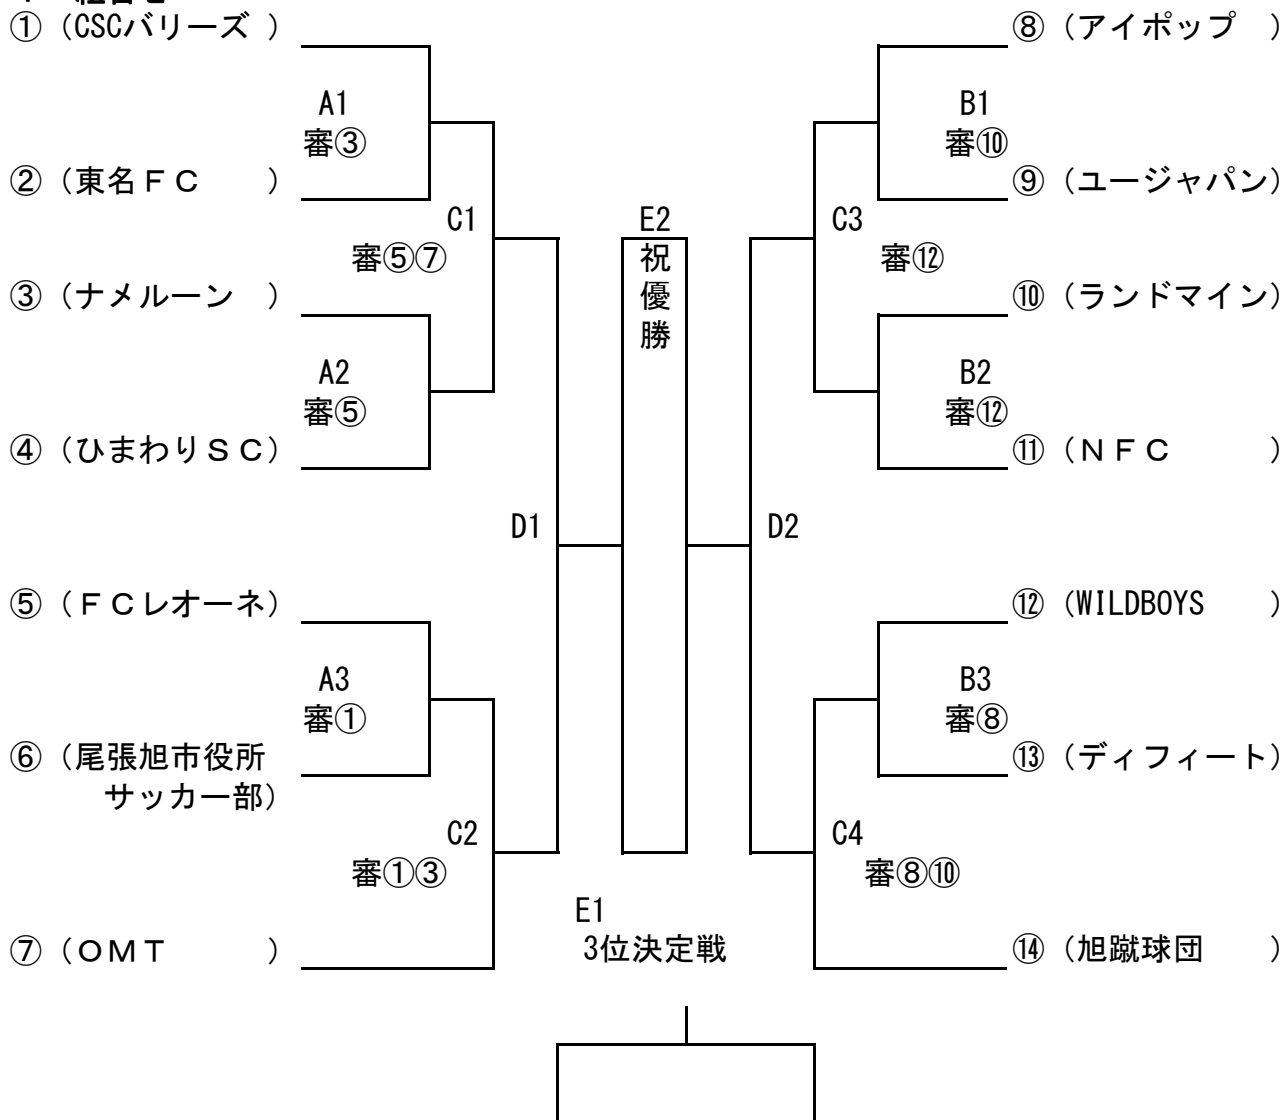 ①（CSCバリーズ ）
A1
審③
②（東名ＦＣ　　）
C1
審⑤⑦
③（ナメルーン　）
A2
審⑤
④（ひまわりＳＣ）
D1
⑤（ＦＣレオーネ）
A3
審①
⑥（尾張旭市役所
サッカー部）
C2
審①③
⑦（ＯＭＴ　　　）
E2
祝
優
勝
E1
3位決定戦
⑧（アイポップ　）
B1
審⑩
⑨（ユージャパン）
C3
審⑫
⑩（ランドマイン）
B2
審⑫
⑪（ＮＦＣ　　　）
D2
⑫（WILDBOYS　　）
B3
審⑧
⑬（ディフィート）
C4
審⑧⑩
⑭（旭蹴球団　　）